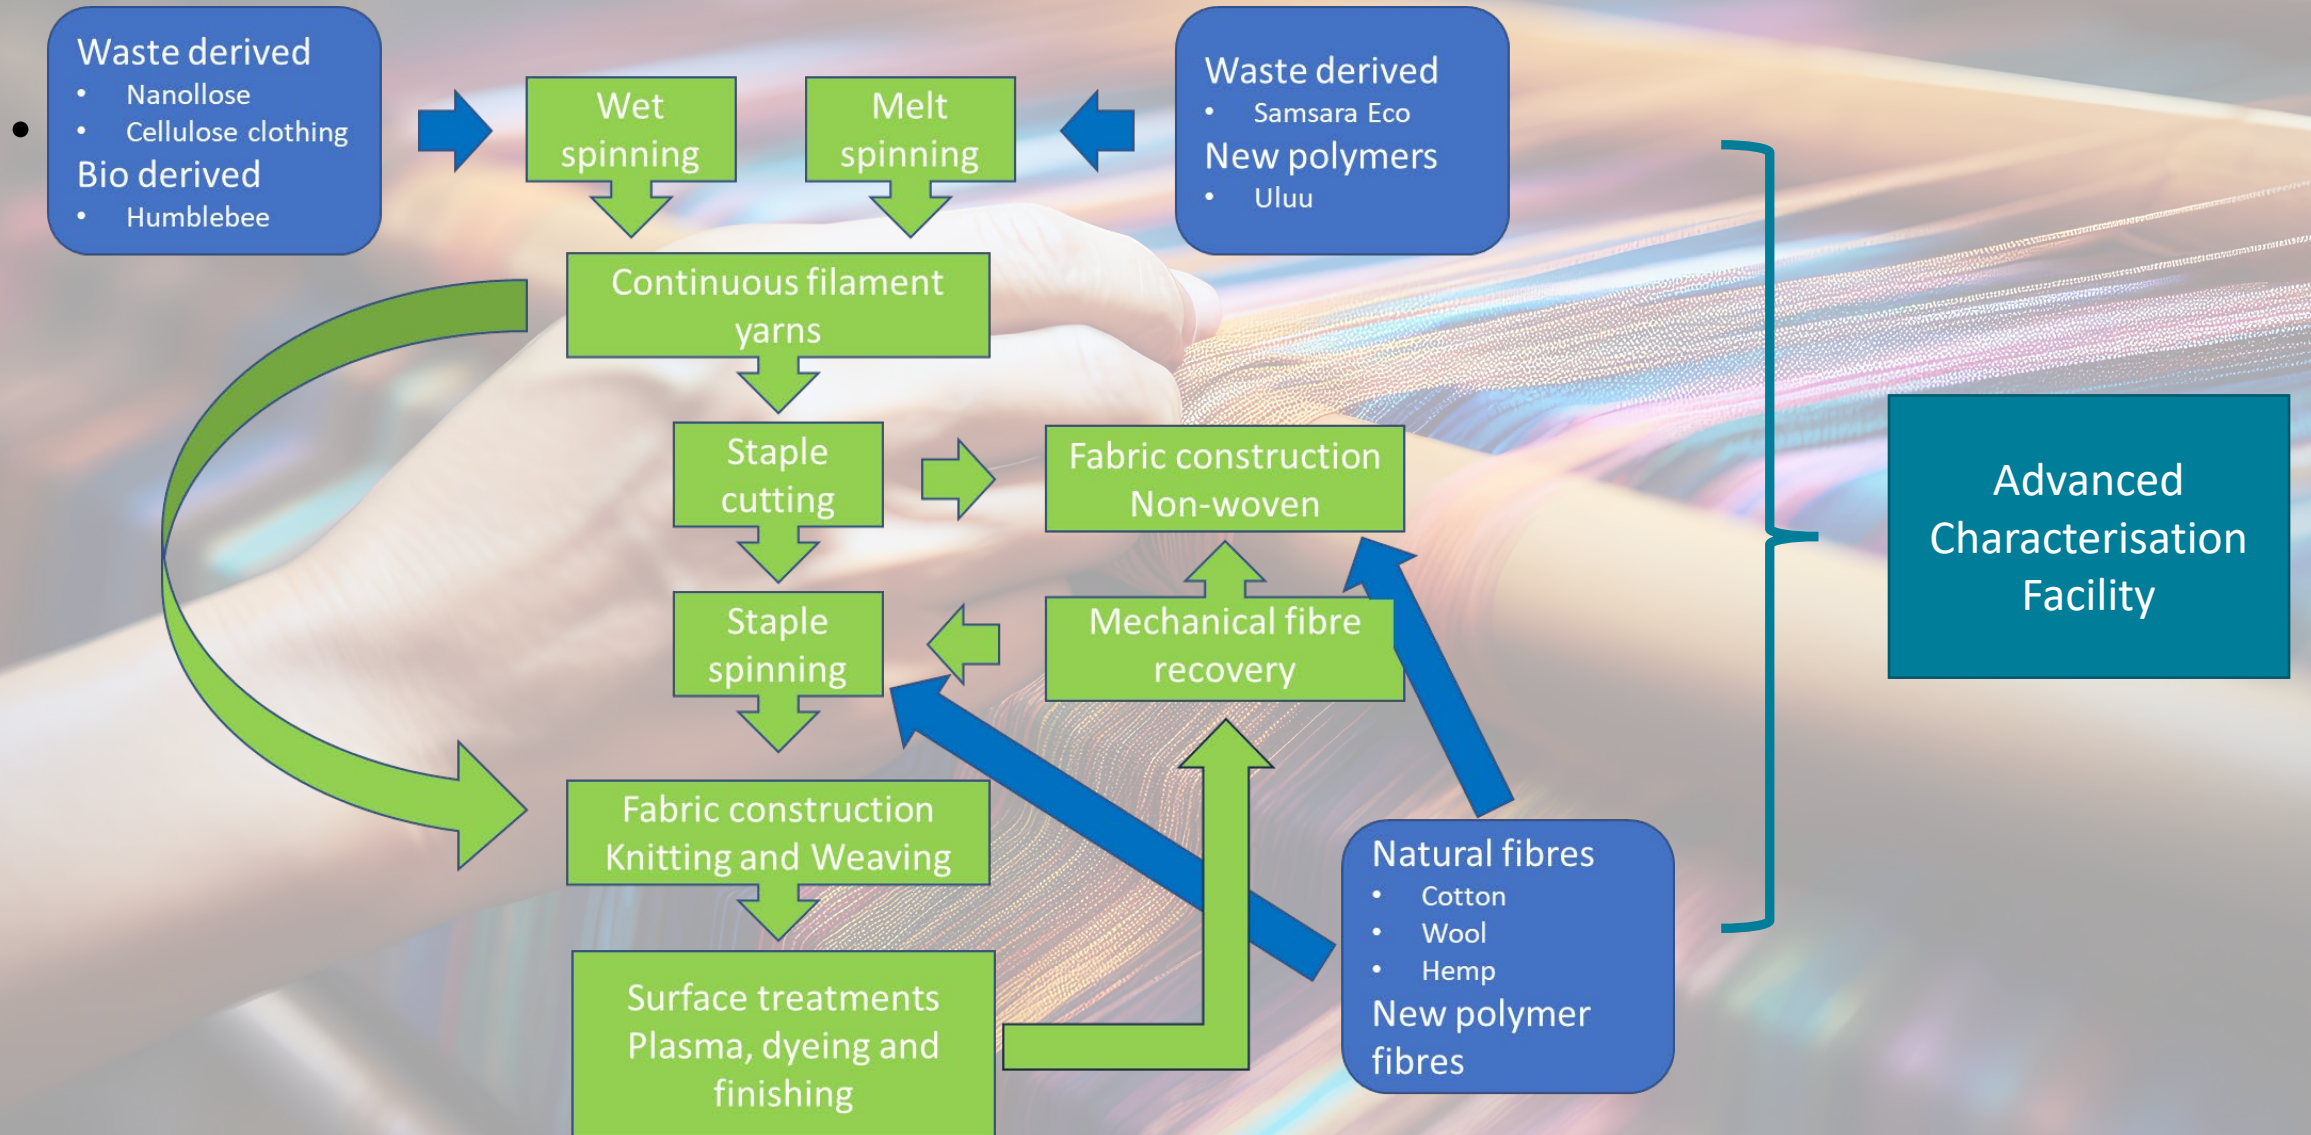 Waste derived
• Nanollose
• Cellulose clothing
Bio derived
• Humblebee
•
Wet
spinning
Melt
spinning
Waste derived
• Samsara Eco
New polymers
• Uluu
Continuous filament
yarns
Staple
cutting
Fabric construction
Non-woven
Staple
spinning
Mechanical fibre
recovery
Fabric construction
Knitting and Weaving
Surface treatments
Plasma, dyeing and
finishing
Natural fibres
• Cotton
• Wool
• Hemp
New polymer
fibres
Advanced
Characterisation
Facility